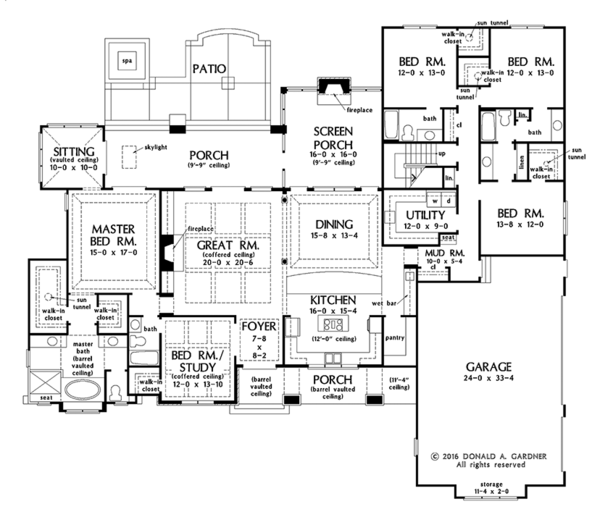 sun tunnel
walk-in
closet
BED RM.
12-0 x 13-0
BED RM.
12-0 x 13-0
walk-in
closet
sun
tunnel
spa
PATIO
fireplace
bath
cl
lin.
bath
SITTING
(vaulted ceiling)
10-0 x 10-0
skylight
PORCH
(9'-9" ceiling)
SCREEN
PORCH
16-0 x 16-0
(9'-9" ceiling)
up
lin.
linen
walk-in
closet
sun
tunnel
MASTER
BED RM.
15-0 x 17-0
fireplace
GREAT RM.
(coffered ceiling)
20-0 x 20-6
DINING
15-8 x 13-4
UTILITY
12-0 x 9-0
w
d
seat
BED RM.
13-8 x 12-0
MUD RM.
10-0 x 5-4
cl
walk-in
closet
sun
tunnel
walk-in
closet
bath
KITCHEN
16-0 x 15-4
(12'-0" ceiling)
wet bar
pantry
master
bath
(barrel
vaulted
ceiling)
seat
walk-in
closet
BED RM./
STUDY
(coffered ceiling)
12-0 x 13-10
FOYER
7-8
x
8-2
(barrel
vaulted
ceiling)
PORCH
(barrel vaulted
ceiling)
(11'-4"
ceiling)
GARAGE
24-0 x 33-4
© 2016 DONALD A. GARDNER
All rights reserved
storage
11-4 x 2-0